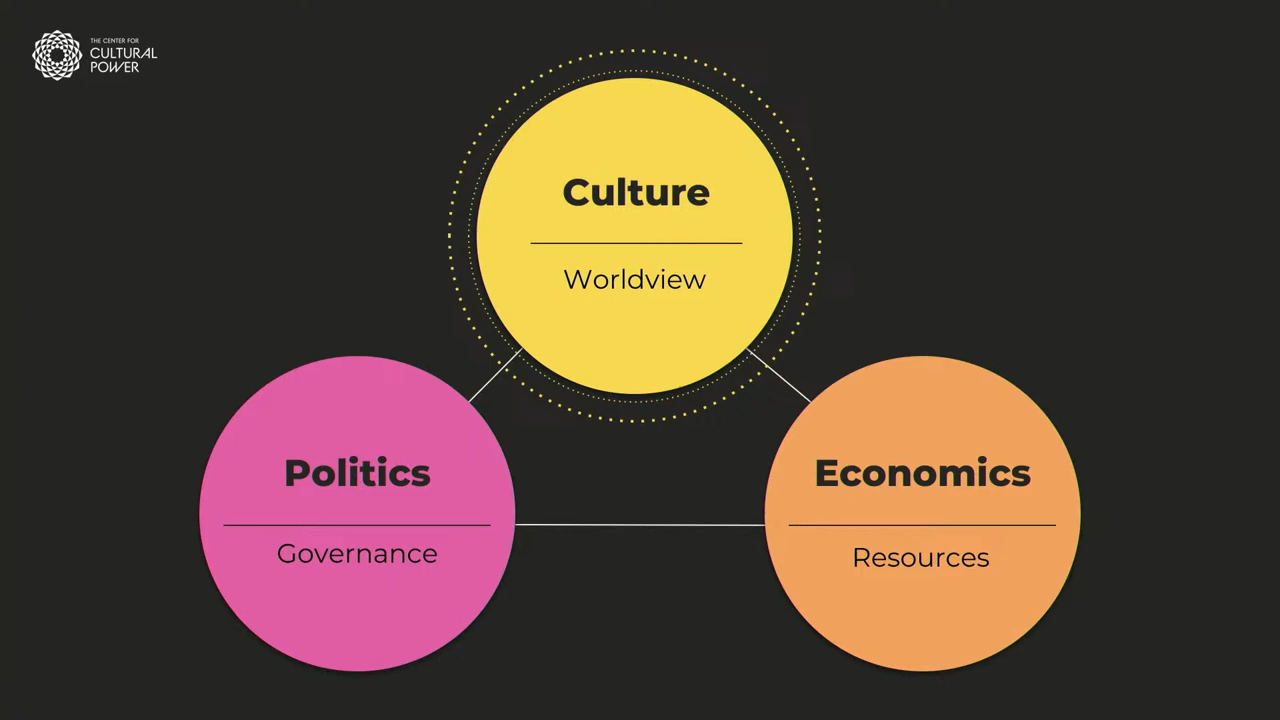 THE CENTER FOR
CULTURAL
POWER
Culture
Worldview
Politics
Governance
Economics
Resources